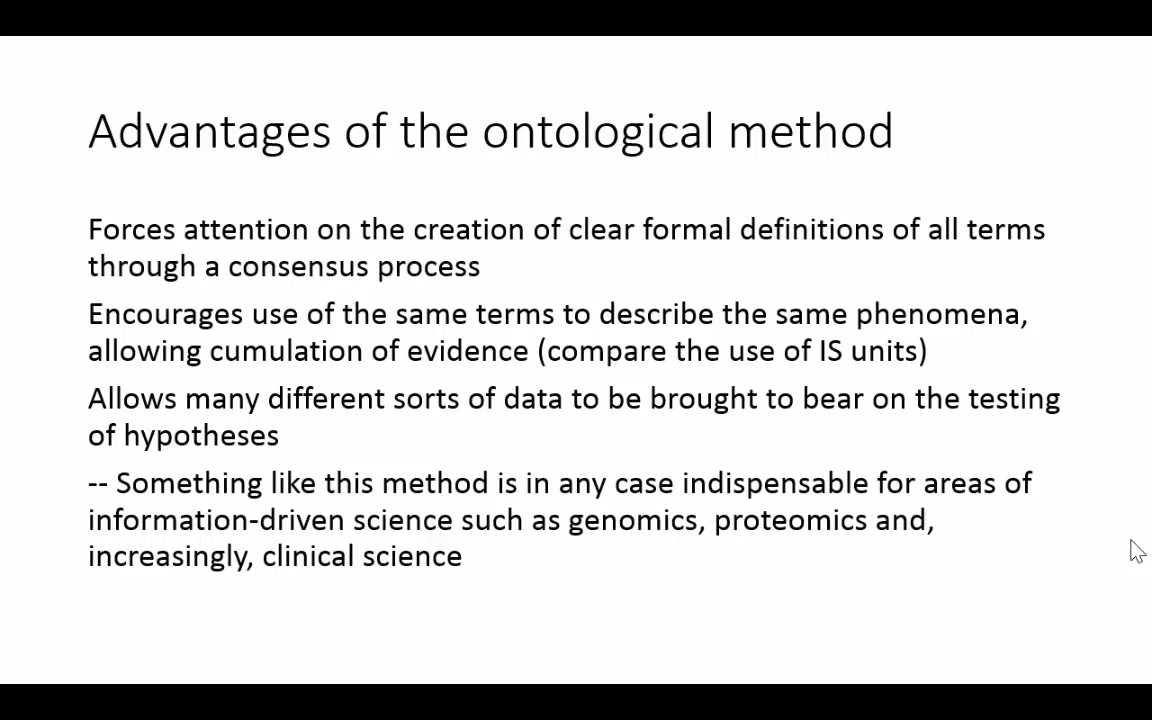 Advantages of the ontological method
Forces attention on the creation of clear formal definitions of all terms
through a consensus process
Encourages use of the same terms to describe the same phenomena,
allowing cumulation of evidence (compare the use of IS units)
Allows many different sorts of data to be brought to bear on the testing
of hypotheses
-- Something like this method is in any case indispensable for areas of
information-driven science such as genomics, proteomics and,
increasingly, clinical science